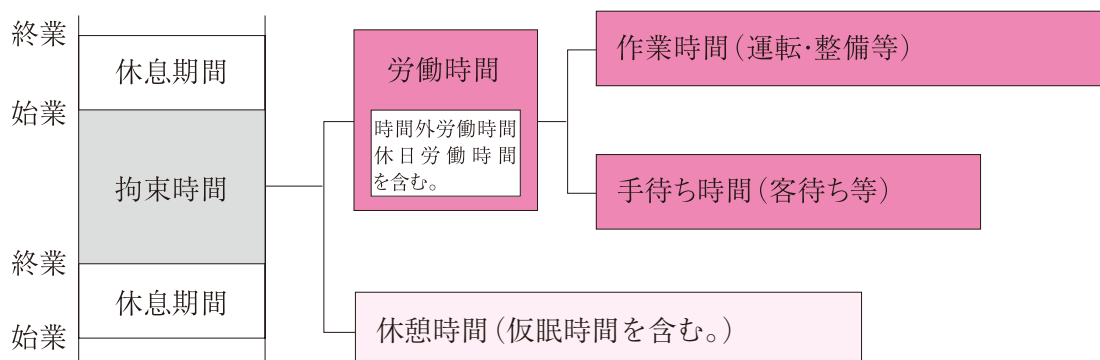 終業
休息期間
始業
拘束時間
終業
休息期間
始業
労働時間
時間外労働時間
休日労働時間
を含む。
作業時間(運転・整備等)
手待ち時間(客待ち等)
休憩時間(仮眠時間を含む。)